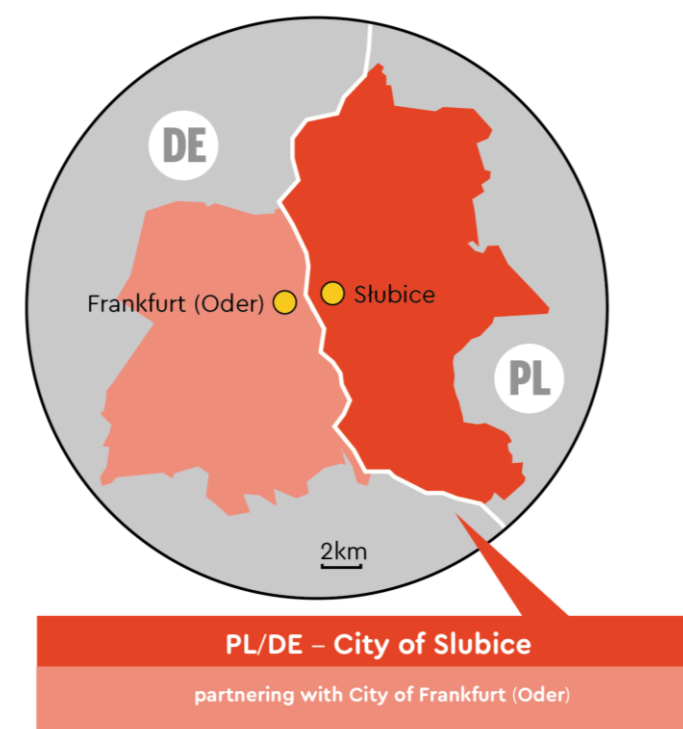 DE
Frankfurt (Oder)
Słubice
PL
2km
PL/DE – City of Slubice
partnering with City of Frankfurt (Oder)